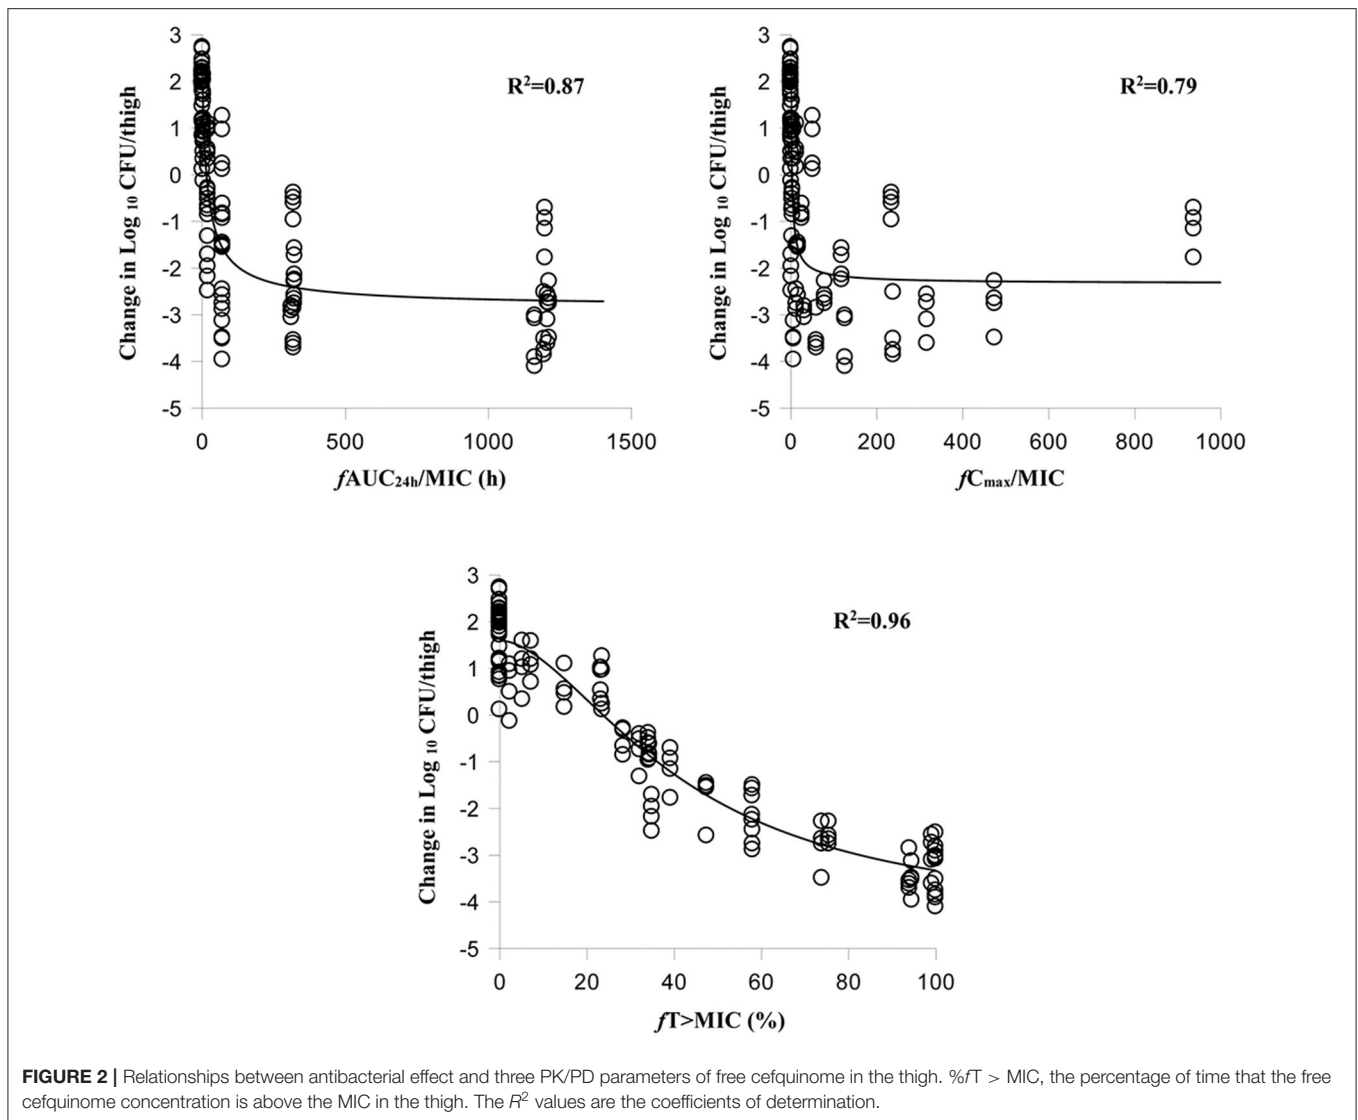 3
2
1
0
-1
-2
-3
-4
-5
Change in Log 10 CFU/thigh
R²=0.87
0 500 1000 1500
fAUC24h/MIC (h)
3
2
1
0
-1
-2
-3
-4
-5
Change in Log 10 CFU/thigh
R²=0.79
0 200 400 600 800 1000
fCmax/MIC
3
2
1
0
-1
-2
-3
-4
-5
Change in Log 10 CFU/thigh
R²=0.96
0 20 40 60 80 100
fT>MIC (%)
FIGURE 2 | Relationships between antibacterial effect and three PK/PD parameters of free cefquinome in the thigh. %fT > MIC, the percentage of time that the free
cefquinome concentration is above the MIC in the thigh. The R² values are the coefficients of determination.